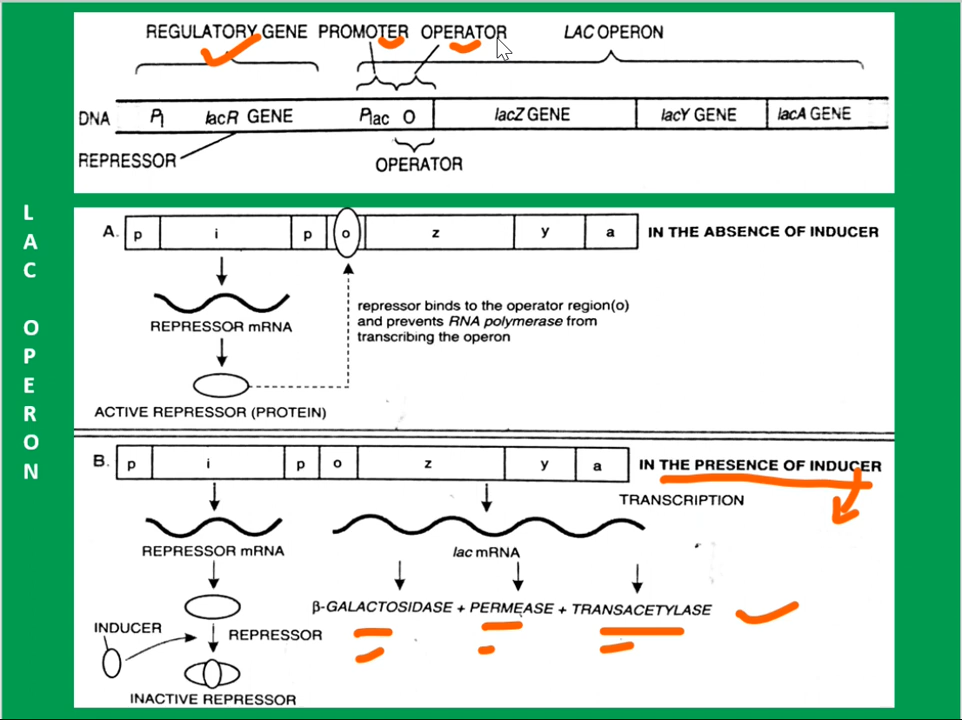 REGULATORY GENE PROMOTER OPERATOR LAC OPERON
DNA P1 lacR GENE Plac O lacZ GENE lacY GENE lacA GENE
REPRESSOR
OPERATOR
LAC OPERON
A. p i p o z y a IN THE ABSENCE OF INDUCER
repressor binds to the operator region(o)
and prevents RNA polymerase from
transcribing the operon
REPRESSOR mRNA
ACTIVE REPRESSOR (PROTEIN)
B. p i p o z y a IN THE PRESENCE OF INDUCER
TRANSCRIPTION
REPRESSOR mRNA lac mRNA
β-GALACTOSIDASE + PERMEASE + TRANSACETYLASE
INDUCER
REPRESSOR
INACTIVE REPRESSOR